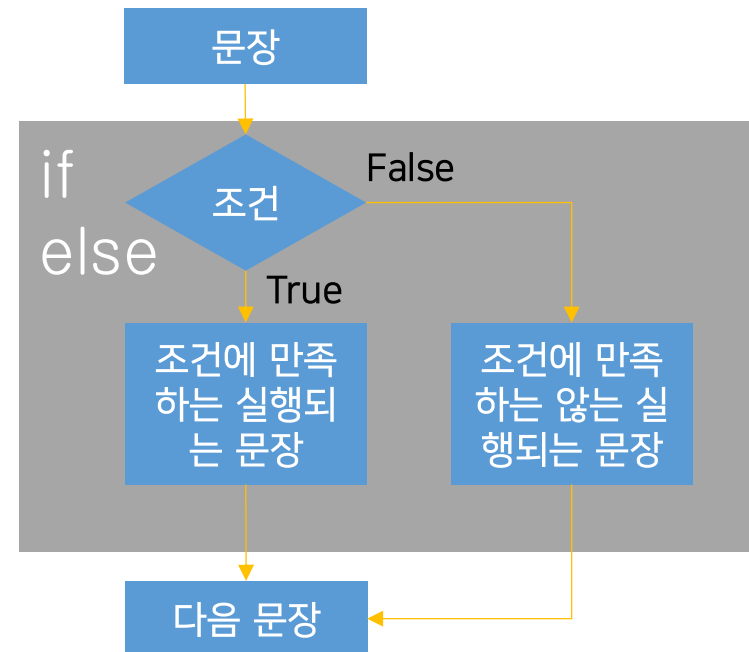 문장
if
else
조건
False
True
조건에 만족
하는 실행되
는 문장
조건에 만족
하는 않는 실
행되는 문장
다음 문장